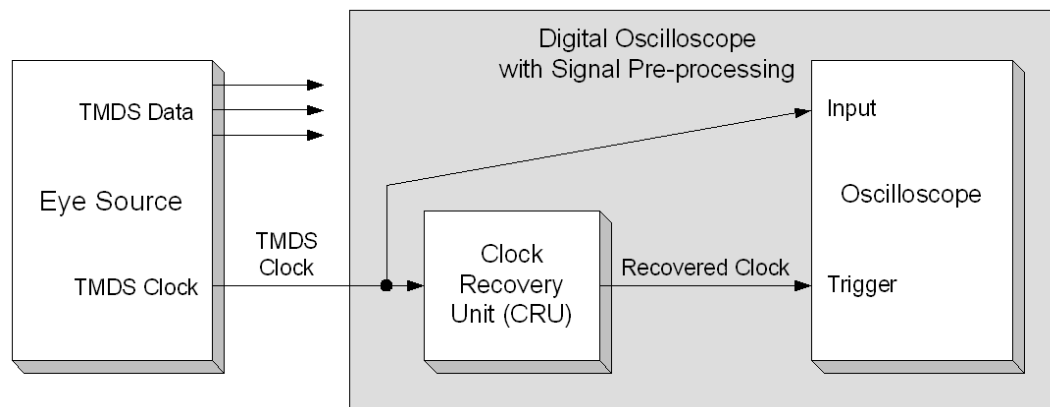 Digital Oscilloscope
with Signal Pre-processing
TMDS Data
Eye Source
TMDS Clock
TMDS
Clock
Clock
Recovery
Unit (CRU)
Recovered Clock
Input
Oscilloscope
Trigger